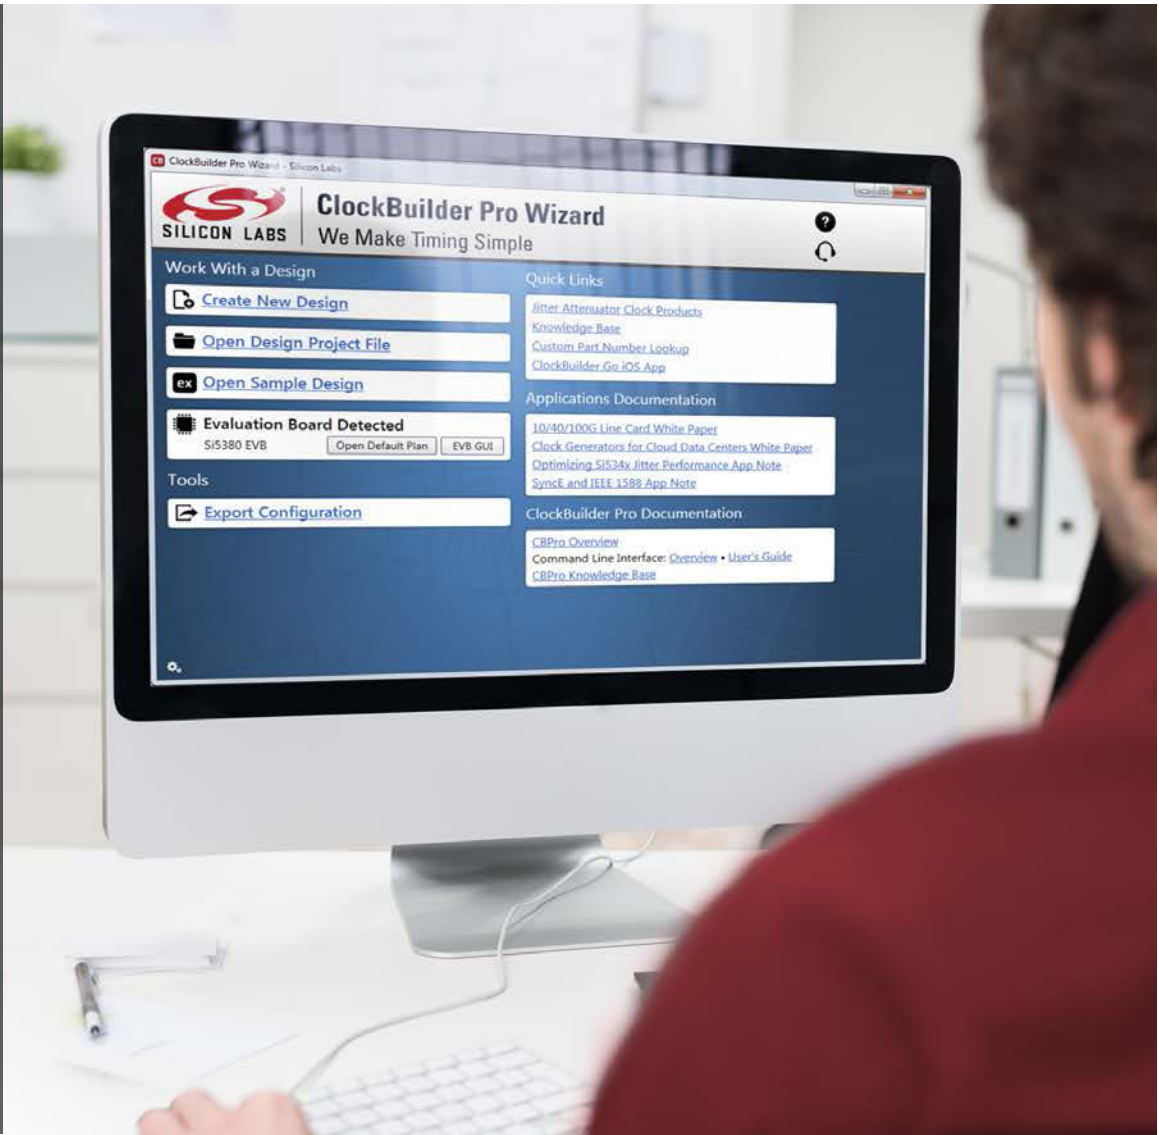 CB ClockBuilder Pro Wizard - Silicon Labs
SILICON LABS
ClockBuilder Pro Wizard
We Make Timing Simple
?
Work With a Design
Create New Design
Open Design Project File
ex Open Sample Design
Evaluation Board Detected
Si5380 EVB Open Default Plan EVB GUI
Tools
Export Configuration
Quick Links
Jitter Attenuator Clock Products
Knowledge Base
Custom Part Number Lookup
ClockBuilder Go iOS App
Applications Documentation
10/40/100G Line Card White Paper
Clock Generators for Cloud Data Centers White Paper
Optimizing Si534x Jitter Performance App Note
SyncE and IEEE 1588 App Note
ClockBuilder Pro Documentation
CBPro Overview
Command Line Interface: Overview • User's Guide
CBPro Knowledge Base